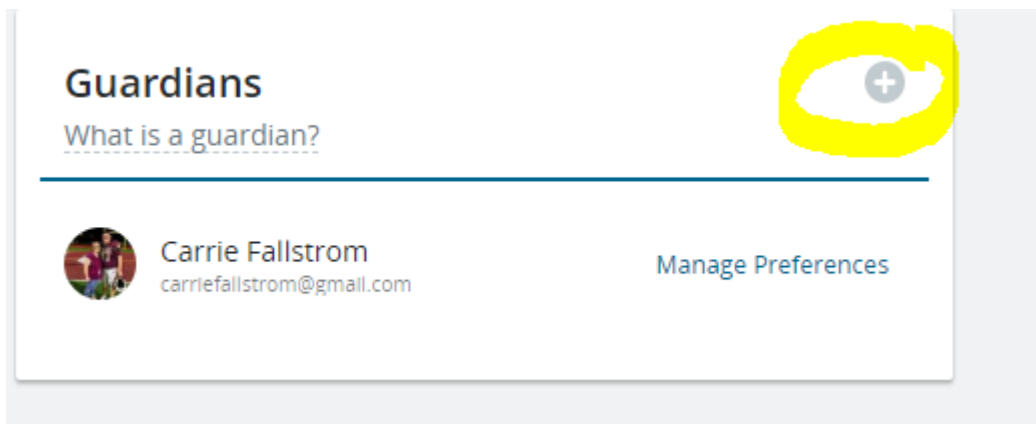 Guardians
What is a guardian?
Carrie Fallstrom
carriefallstrom@gmail.com
Manage Preferences